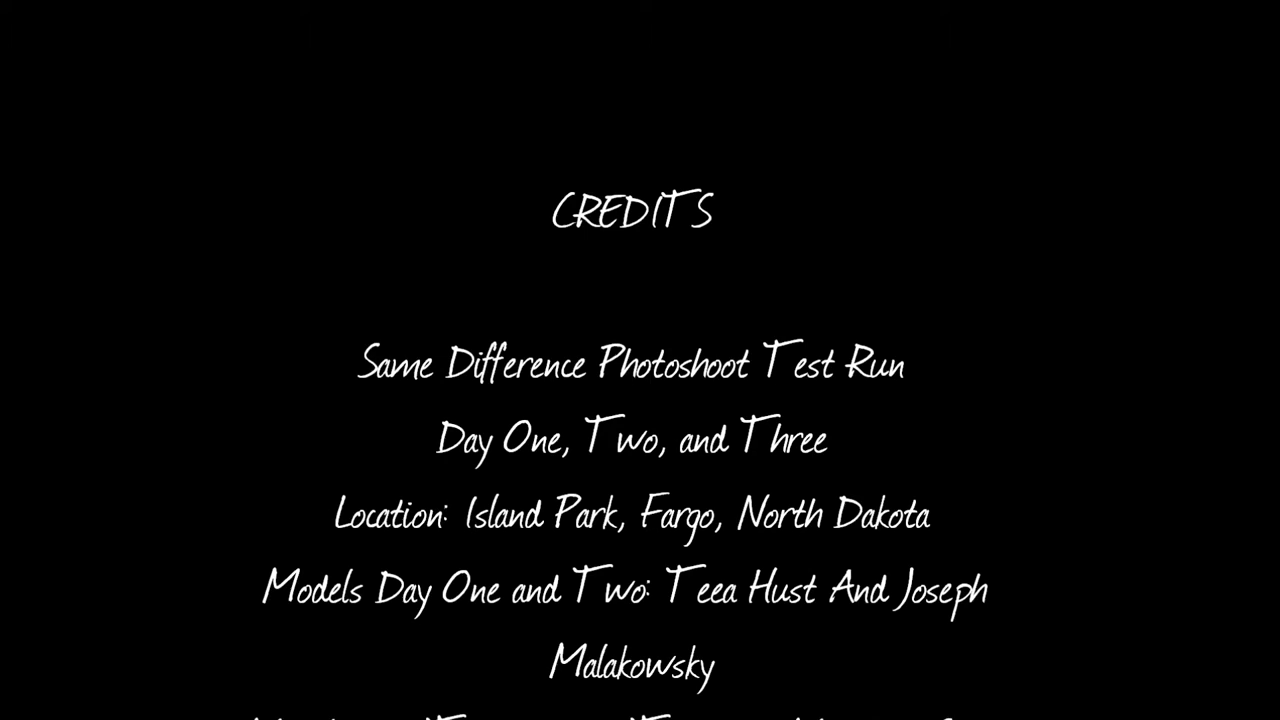 CREDITS
Same Difference Photoshoot Test Run
Day One, Two, and Three
Location: Island Park, Fargo, North Dakota
Models Day One and Two: Teea Hust And Joseph
Malakowsky